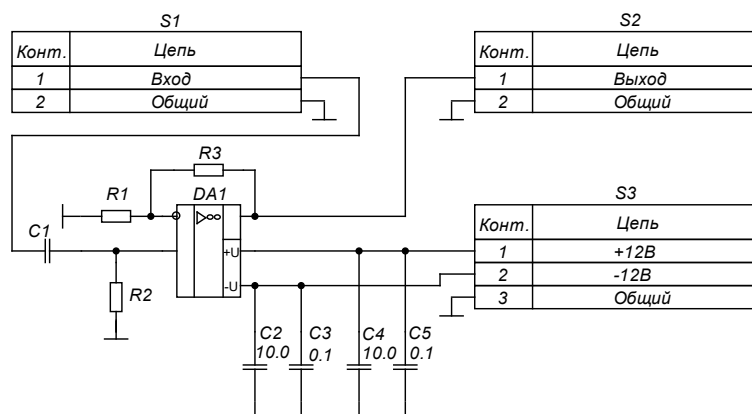 S1
Конт. Цепь
1 Вход
2 Общий
S2
Конт. Цепь
1 Выход
2 Общий
R3
R1
DA1
▷∞
C1
+U
-U
R2
S3
Конт. Цепь
1 +12В
2 -12В
3 Общий
C2 C3 C4 C5
10.0 0.1 10.0 0.1